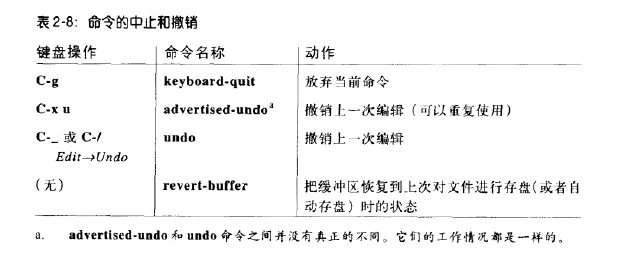 表2-8：命令的中止和撤销
键盘操作 命令名称 动作
C-g keyboard-quit 放弃当前命令
C-x u advertised-undoᵃ 撤销上一次编辑（可以重复使用）
C-_ 或 C-/ undo 撤销上一次编辑
Edit→Undo
（无） revert-buffer 把缓冲区恢复到上次对文件进行存盘（或者自
动存盘）时的状态
a. advertised-undo 和 undo 命令之间并没有真正的不同。它们的工作情况都是一样的。